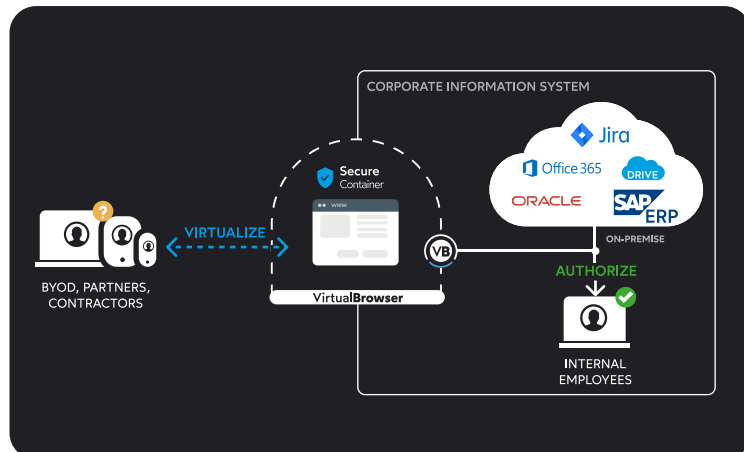 CORPORATE INFORMATION SYSTEM
Jira
Office 365
DRIVE
ORACLE
SAP
ERP
ON-PREMISE
Secure
Container
www
?
VIRTUALIZE
VB
VirtualBrowser
BYOD, PARTNERS,
CONTRACTORS
AUTHORIZE
INTERNAL
EMPLOYEES